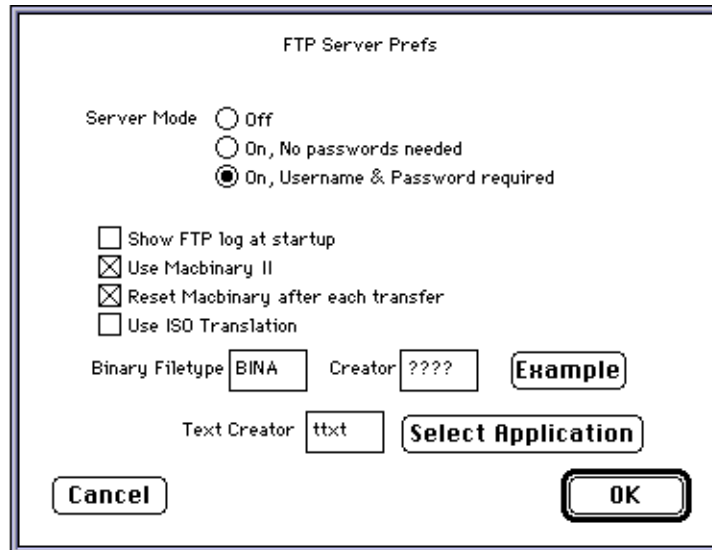 FTP Server Prefs
Server Mode Off
On, No passwords needed
On, Username & Password required
Show FTP log at startup
Use Macbinary II
Reset Macbinary after each transfer
Use ISO Translation
Binary Filetype BINA Creator ???? Example
Text Creator ttxt Select Application
Cancel OK